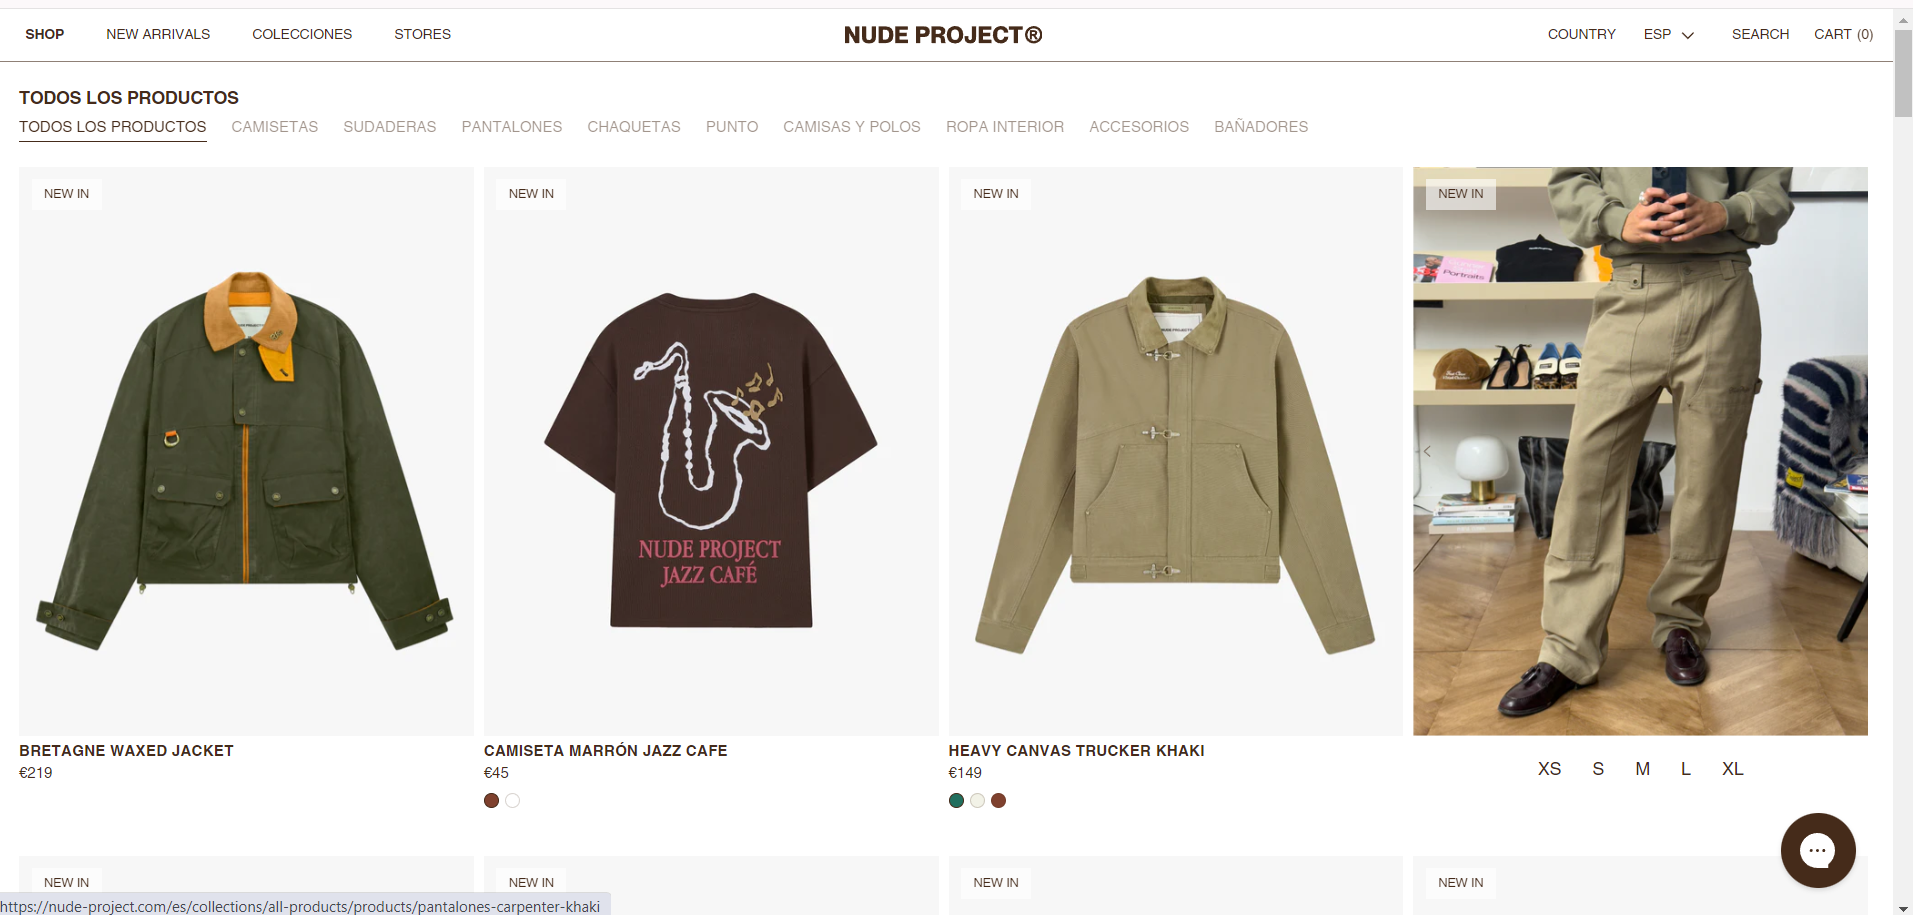 SHOP NEW ARRIVALS COLECCIONES STORES NUDE PROJECT® COUNTRY ESP SEARCH CART (0)
TODOS LOS PRODUCTOS
TODOS LOS PRODUCTOS CAMISETAS SUDADERAS PANTALONES CHAQUETAS PUNTO CAMISAS Y POLOS ROPA INTERIOR ACCESORIOS BAÑADORES
NEW IN
NEW IN
NUDE PROJECT
JAZZ CAFÉ
NEW IN
NEW IN
Portraits
BRETAGNE WAXED JACKET
€219
CAMISETA MARRÓN JAZZ CAFE
€45
HEAVY CANVAS TRUCKER KHAKI
€149
XS S M L XL
NEW IN
NEW IN
NEW IN
NEW IN
https://nude-project.com/es/collections/all-products/products/pantalones-carpenter-khaki